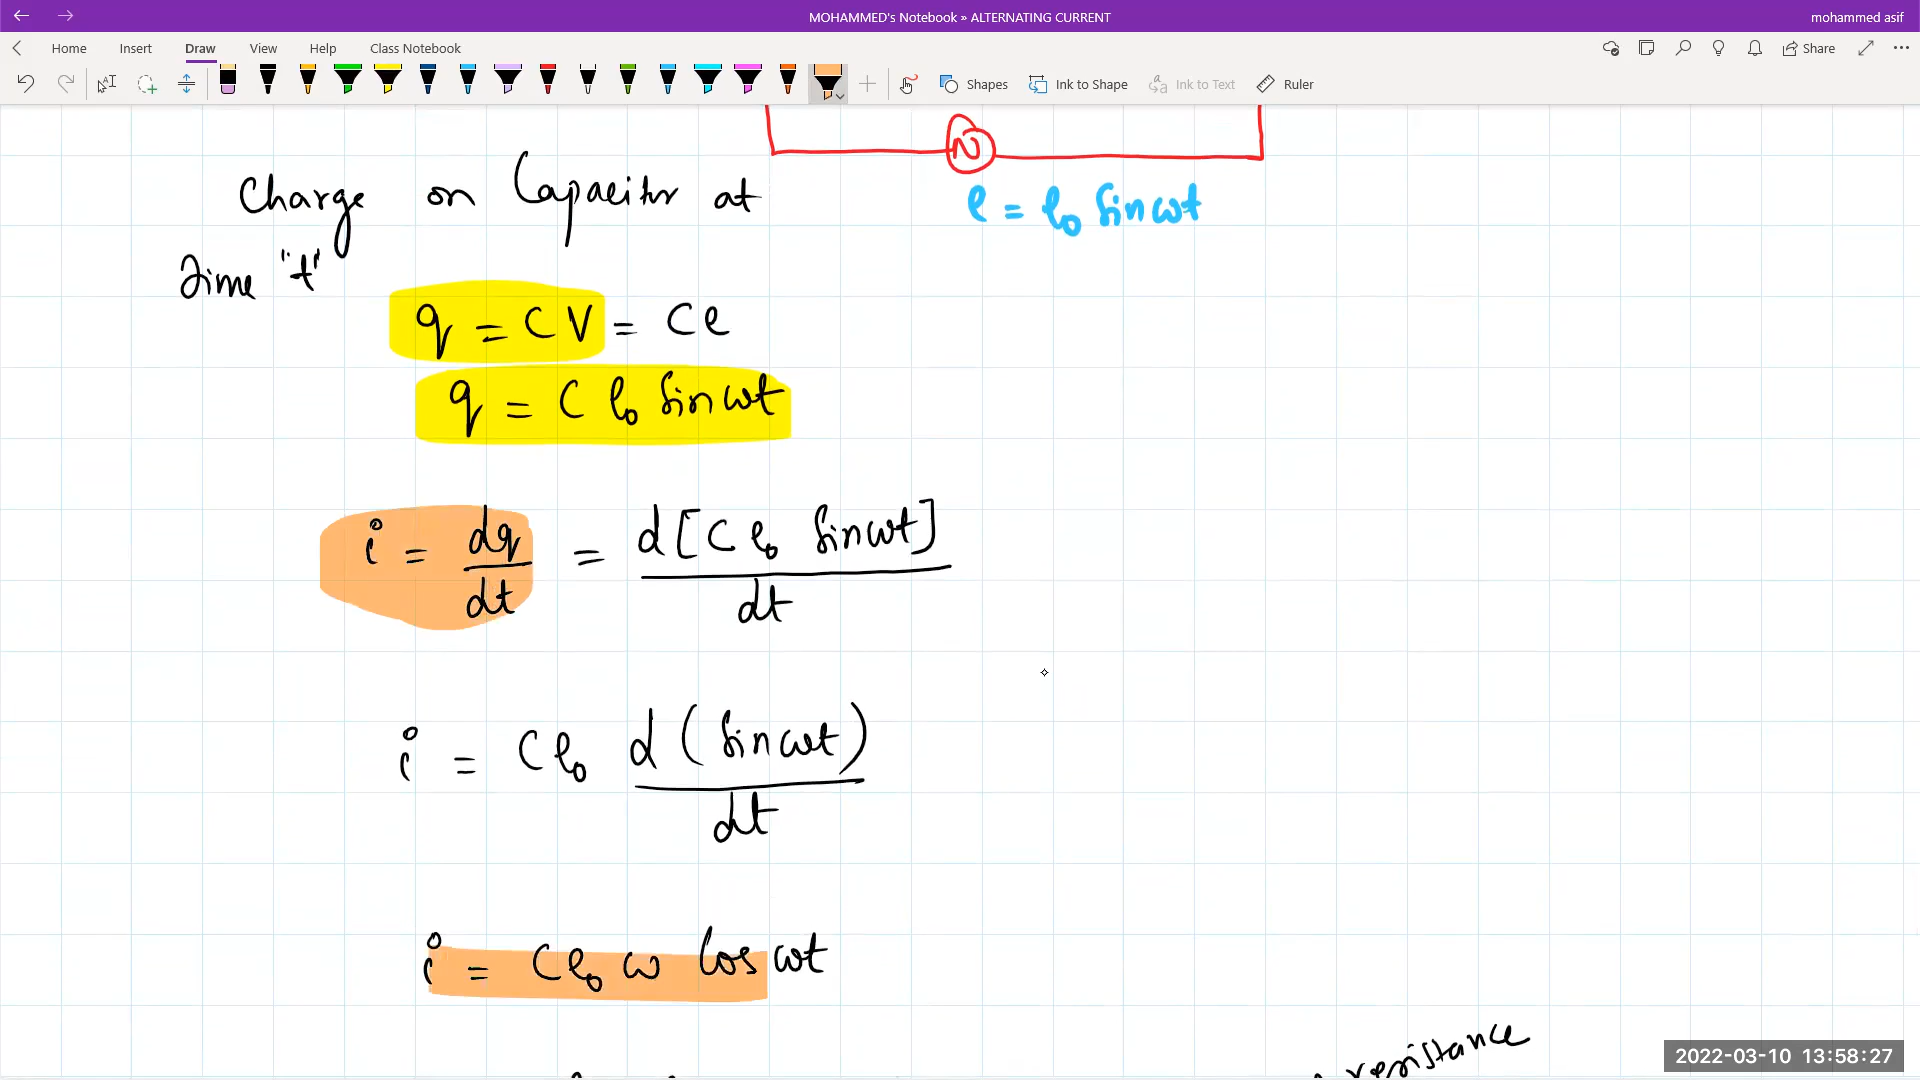 MOHAMMED's Notebook » ALTERNATING CURRENT
mohammed asif
Home Insert Draw View Help Class Notebook
Share
Shapes Ink to Shape Ink to Text Ruler
Charge on Capacitor at
e = e₀ sin ωt
Time "t"
q = CV = Ce
q = C e₀ sin ωt
i = dq/dt = d[C e₀ sin ωt]/dt
i = C e₀ d(sin ωt)/dt
i = C e₀ ω Cos ωt
resistance
2022-03-10 13:58:27